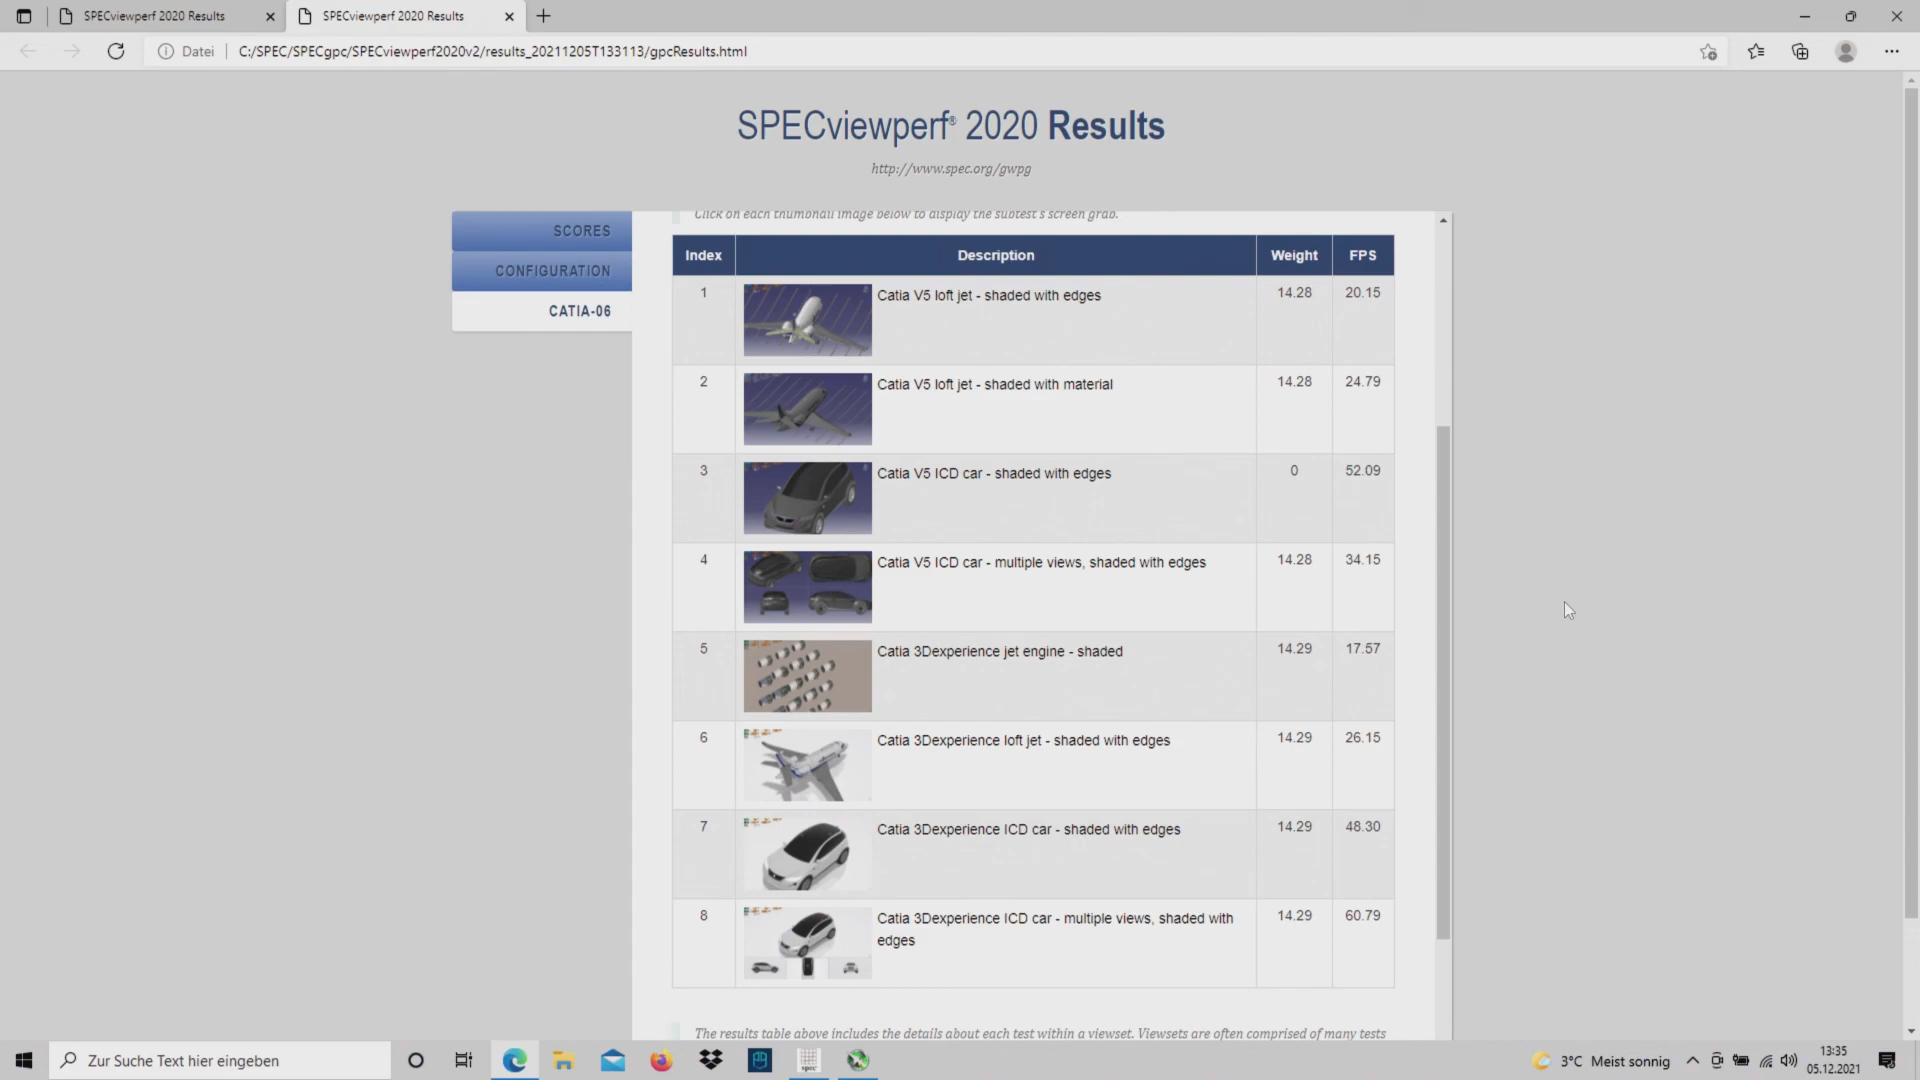 SPECviewperf 2020 Results
SPECviewperf 2020 Results
Datei
C:/SPEC/SPECgpc/SPECviewperf2020v2/results_20211205T133113/gpcResults.html
SPECviewperf® 2020 Results
http://www.spec.org/gwpg
SCORES
CONFIGURATION
CATIA-06
Click on each thumbnail image below to display the subtest's screen grab.
Index Description Weight FPS
1 Catia V5 loft jet - shaded with edges 14.28 20.15
2 Catia V5 loft jet - shaded with material 14.28 24.79
3 Catia V5 ICD car - shaded with edges 0 52.09
4 Catia V5 ICD car - multiple views, shaded with edges 14.28 34.15
5 Catia 3Dexperience jet engine - shaded 14.29 17.57
6 Catia 3Dexperience loft jet - shaded with edges 14.29 26.15
7 Catia 3Dexperience ICD car - shaded with edges 14.29 48.30
8 Catia 3Dexperience ICD car - multiple views, shaded with 14.29 60.79
edges
The results table above includes the details about each test within a viewset. Viewsets are often comprised of many tests
Zur Suche Text hier eingeben
spec
3°C Meist sonnig
13:35
05.12.2021